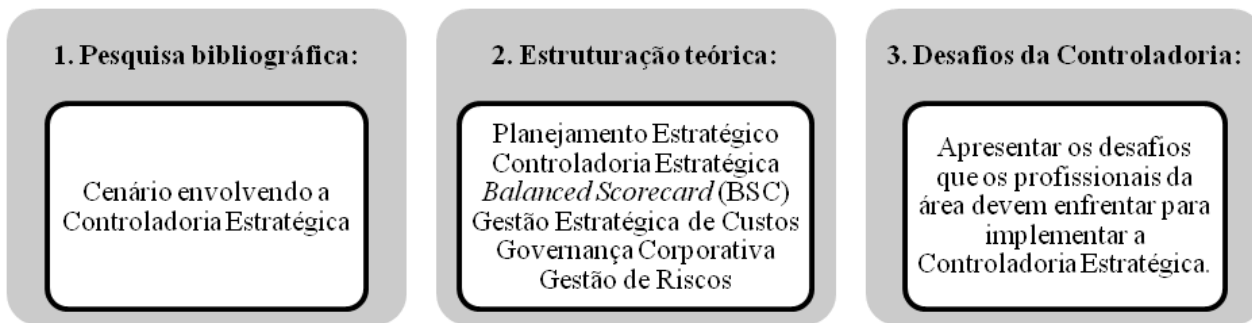 1. Pesquisa bibliográfica:
Cenário envolvendo a
Controladoria Estratégica
2. Estruturação teórica:
Planejamento Estratégico
Controladoria Estratégica
Balanced Scorecard (BSC)
Gestão Estratégica de Custos
Governança Corporativa
Gestão de Riscos
3. Desafios da Controladoria:
Apresentar os desafios
que os profissionais da
área devem enfrentar para
implementar a
Controladoria Estratégica.